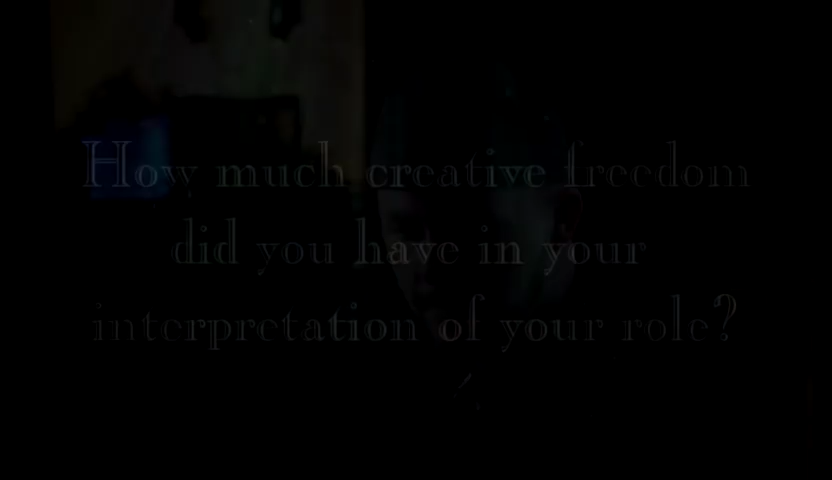 How much creative freedom
did you have in your
interpretation of your role?